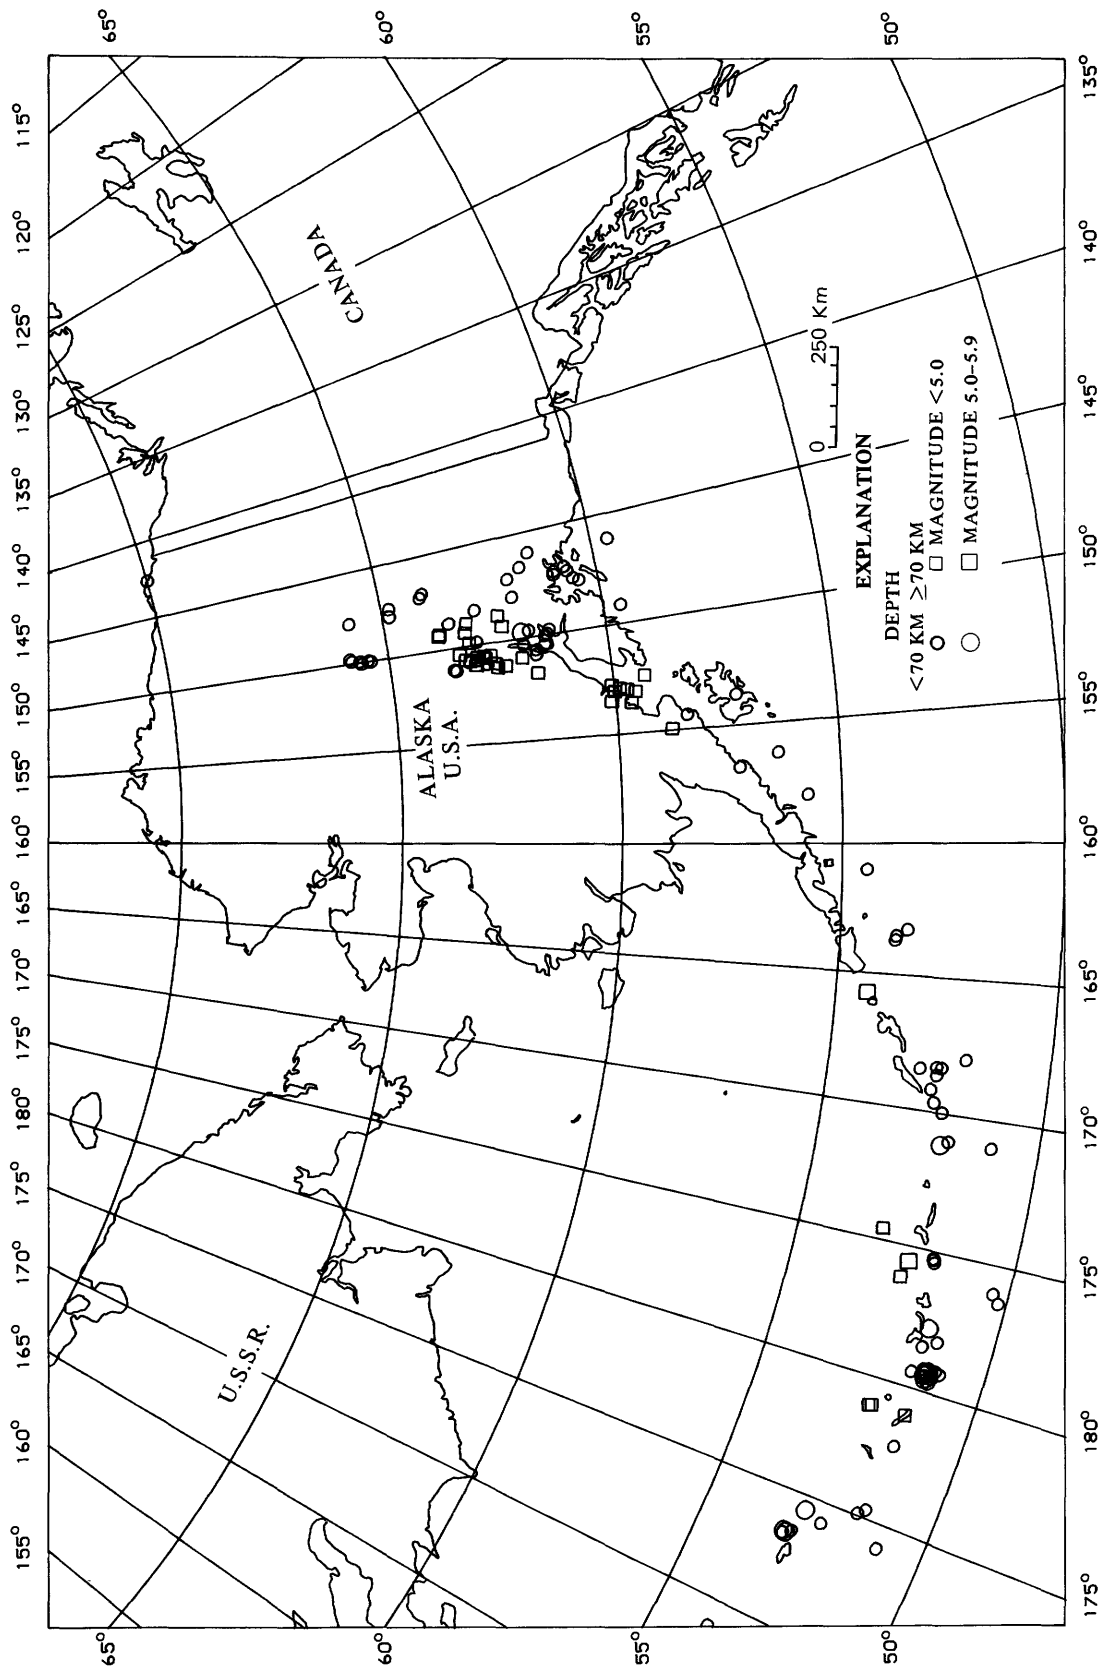 155° 160° 165° 170° 175° 180° 175° 170° 165° 160° 155° 150° 145° 140° 135° 130° 125° 120° 115°
65° 65°
U.S.S.R.
CANADA
60° 60°
ALASKA
U.S.A.
55° 55°
0 250 Km
EXPLANATION
DEPTH
<70 KM ≥70 KM
MAGNITUDE <5.0
MAGNITUDE 5.0–5.9
50° 50°
175° 180° 175° 170° 165° 160° 155° 150° 145° 140° 135°